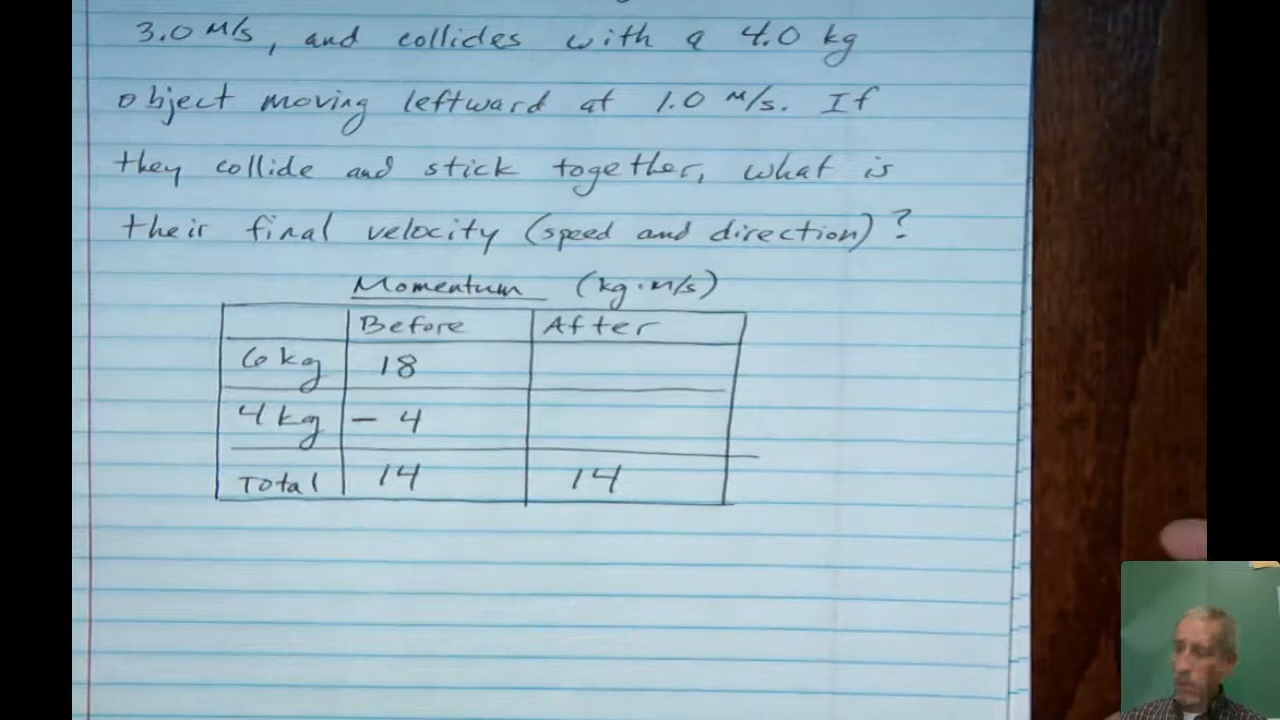 3.0 m/s, and collides with a 4.0 kg
object moving leftward at 1.0 m/s. If
they collide and stick together, what is
their final velocity (speed and direction)?
Momentum (kg·m/s)
Before After
6 kg 18
4 kg - 4
Total 14 14